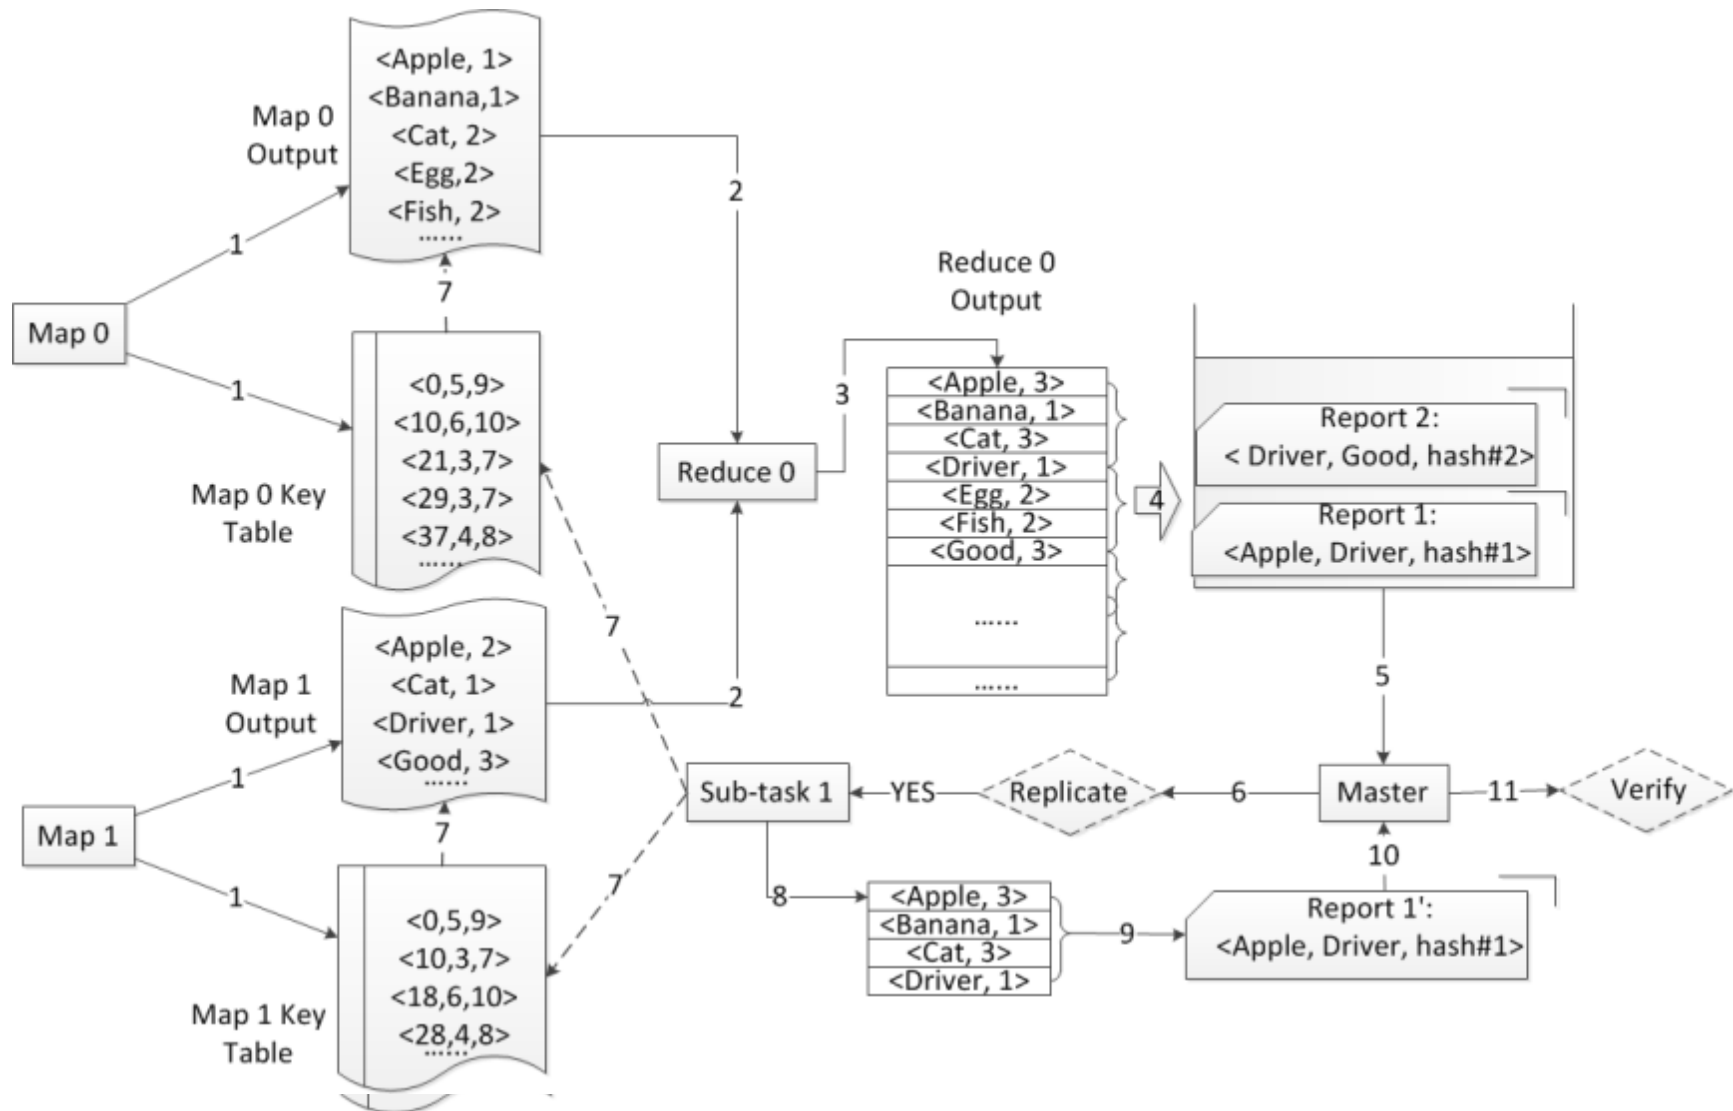 Map 0
Output
<Apple, 1>
<Banana,1>
<Cat, 2>
<Egg,2>
<Fish, 2>
......
1
2
7
Map 0
1
Map 0 Key
Table
<0,5,9>
<10,6,10>
<21,3,7>
<29,3,7>
<37,4,8>
......
Reduce 0
3
Reduce 0
Output
<Apple, 3>
<Banana, 1>
<Cat, 3>
<Driver, 1>
<Egg, 2>
<Fish, 2>
<Good, 3>
......
......
4
Report 2:
< Driver, Good, hash#2>
Report 1:
<Apple, Driver, hash#1>
5
Map 1
Output
<Apple, 2>
<Cat, 1>
<Driver, 1>
<Good, 3>
......
7
2
1
Map 1
7
1
Map 1 Key
Table
<0,5,9>
<10,3,7>
<18,6,10>
<28,4,8>
......
7
Sub-task 1
YES
Replicate
6
Master
11
Verify
8
<Apple, 3>
<Banana, 1>
<Cat, 3>
<Driver, 1>
9
10
Report 1':
<Apple, Driver, hash#1>